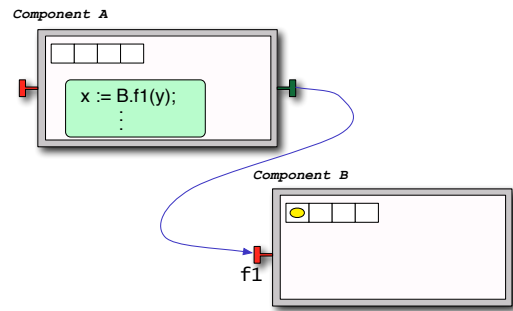 Component A
x := B.f1(y);
⋮
Component B
f1